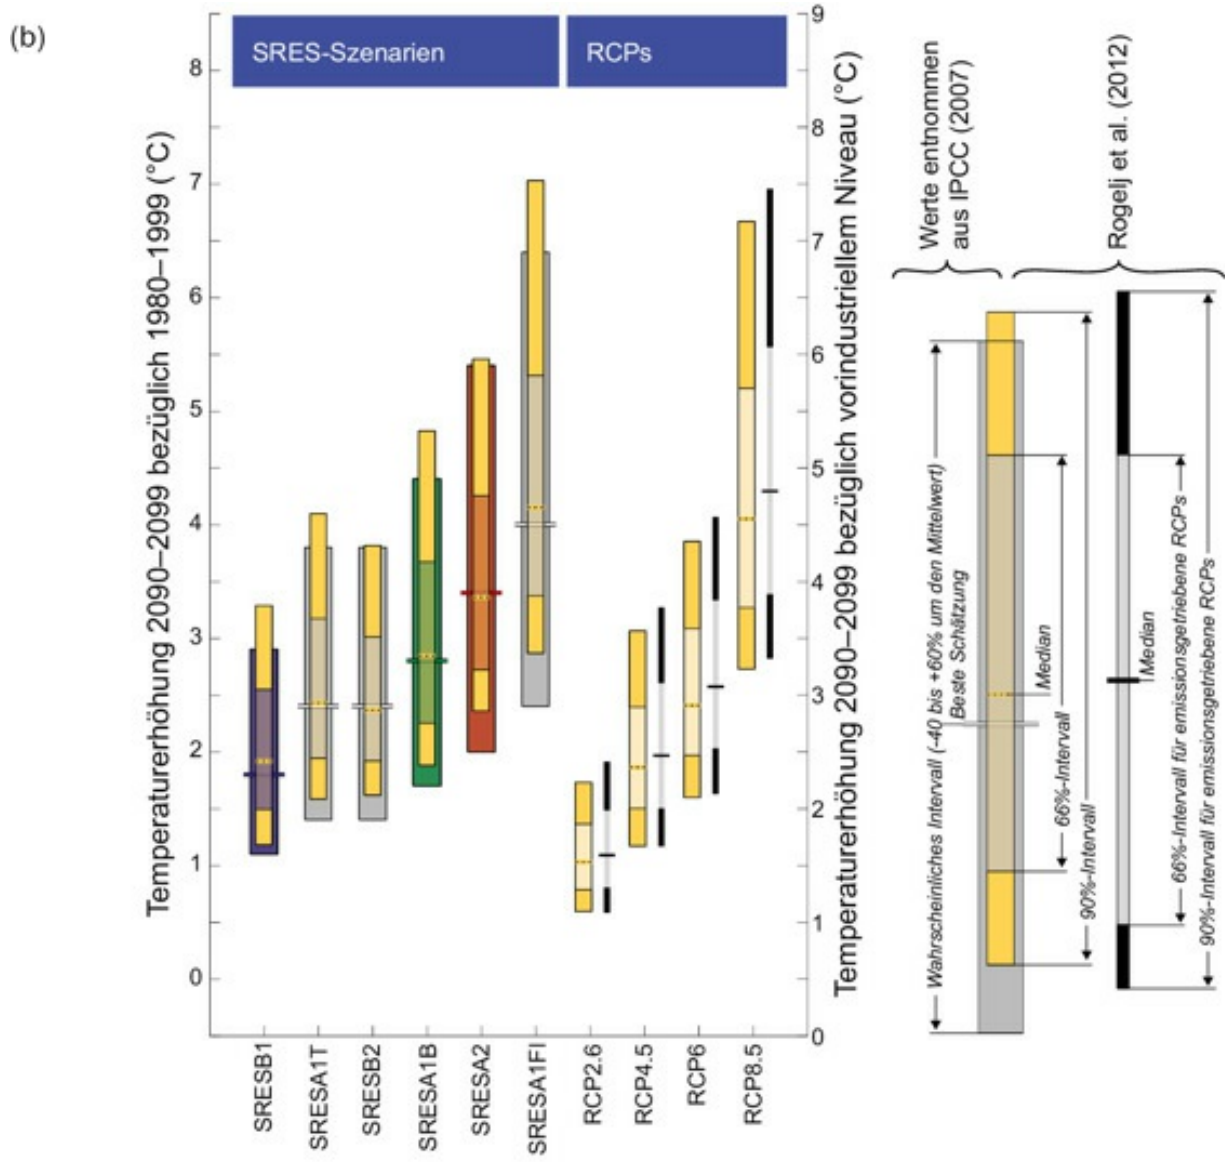 (b)
SRES-Szenarien
RCPs
Temperaturerhöhung 2090–2099 bezüglich 1980–1999 (°C)
8
7
6
5
4
3
2
1
0
Temperaturerhöhung 2090–2099 bezüglich vorindustriellem Niveau (°C)
9
8
7
6
5
4
3
2
1
0
SRESB1
SRESA1T
SRESB2
SRESA1B
SRESA2
SRESA1FI
RCP2.6
RCP4.5
RCP6
RCP8.5
Werte entnommen
aus IPCC (2007)
Rogelj et al. (2012)
Wahrscheinliches Intervall (-40 bis +60% um den Mittelwert)
Beste Schätzung
Median
66%-Intervall
90%-Intervall
Median
66%-Intervall für emissionsgetriebene RCPs
90%-Intervall für emissionsgetriebene RCPs